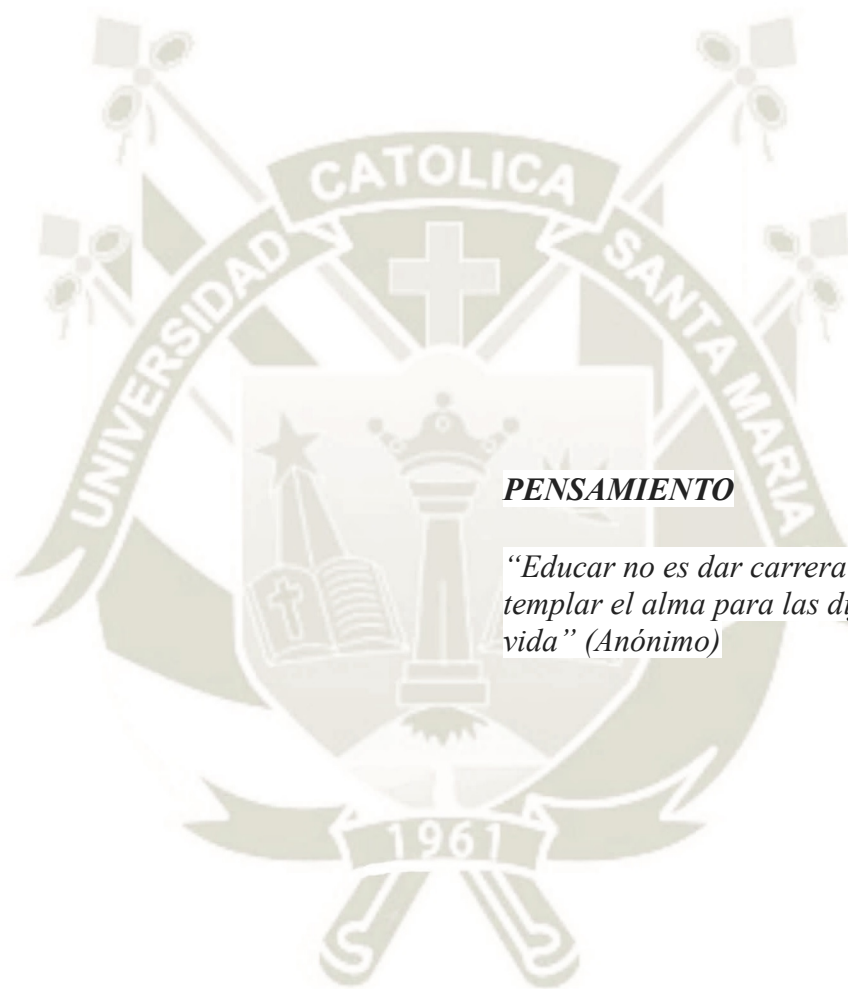 CATOLICA
UNIVERSIDAD
SANTA MARIA
PENSAMIENTO
“Educar no es dar carrera
templar el alma para las
vida” (Anónimo)
1961